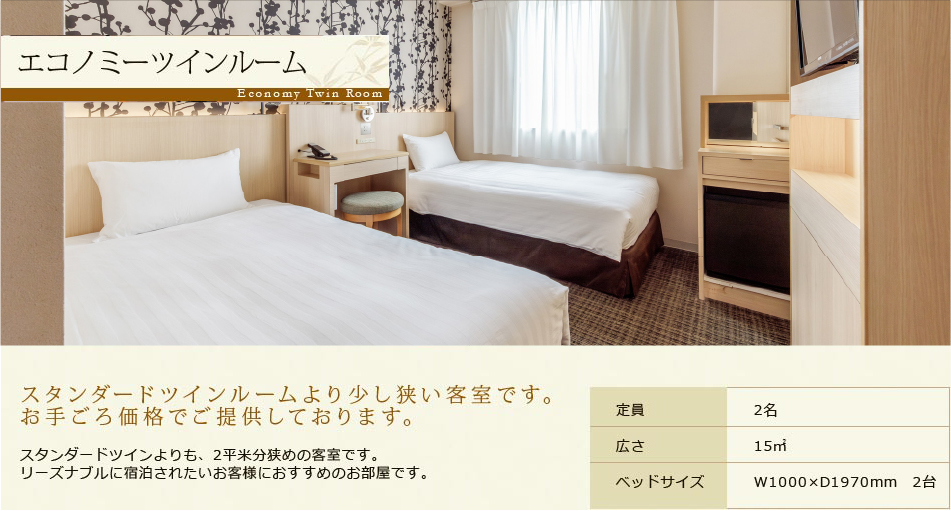 エコノミーツインルーム
Economy Twin Room
スタンダードツインルームより少し狭い客室です。
お手ごろ価格でご提供しております。
スタンダードツインよりも、2平米分狭めの客室です。
リーズナブルに宿泊されたいお客様におすすめのお部屋です。
定員 2名
広さ 15㎡
ベッドサイズ W1000×D1970mm 2台